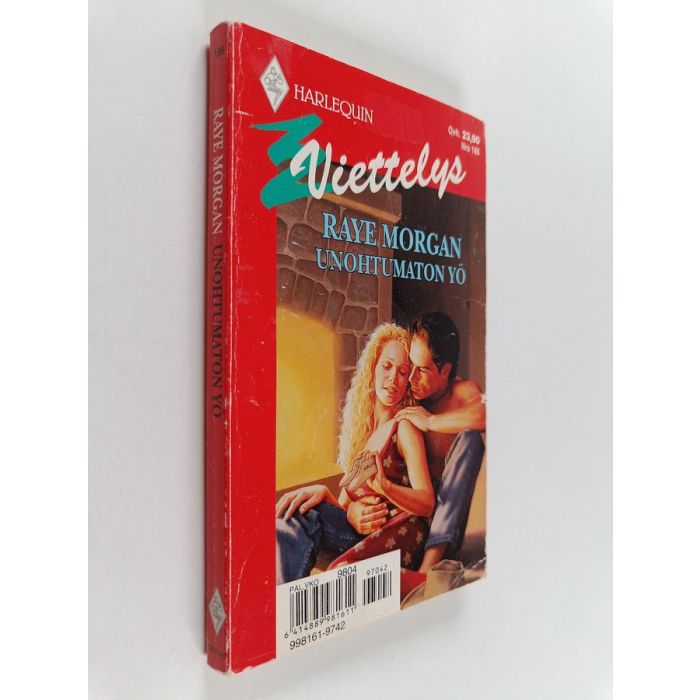 HARLEQUIN
Viettelys
Ovh. 23,90
Nro 186
RAYE MORGAN
UNOHTUMATON YÖ
RAYE MORGAN UNOHTUMATON YÖ
PAL.VKO 9804
97042
6 414889 981611
998161-9742